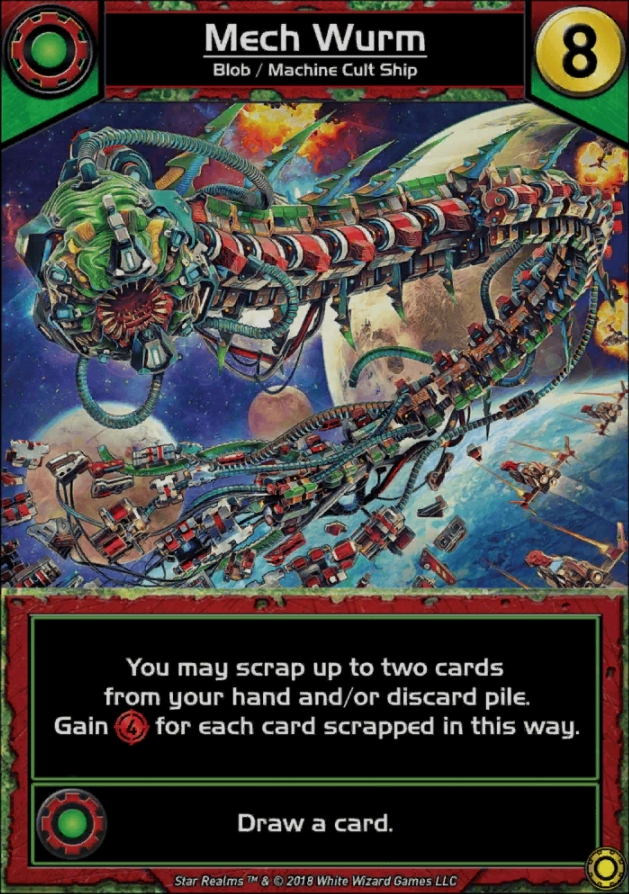 Mech Wurm
8
Blob / Machine Cult Ship
You may scrap up to two cards
from your hand and/or discard pile.
Gain 4 for each card scrapped in this way.
Draw a card.
Star Realms™ & © 2018 White Wizard Games LLC